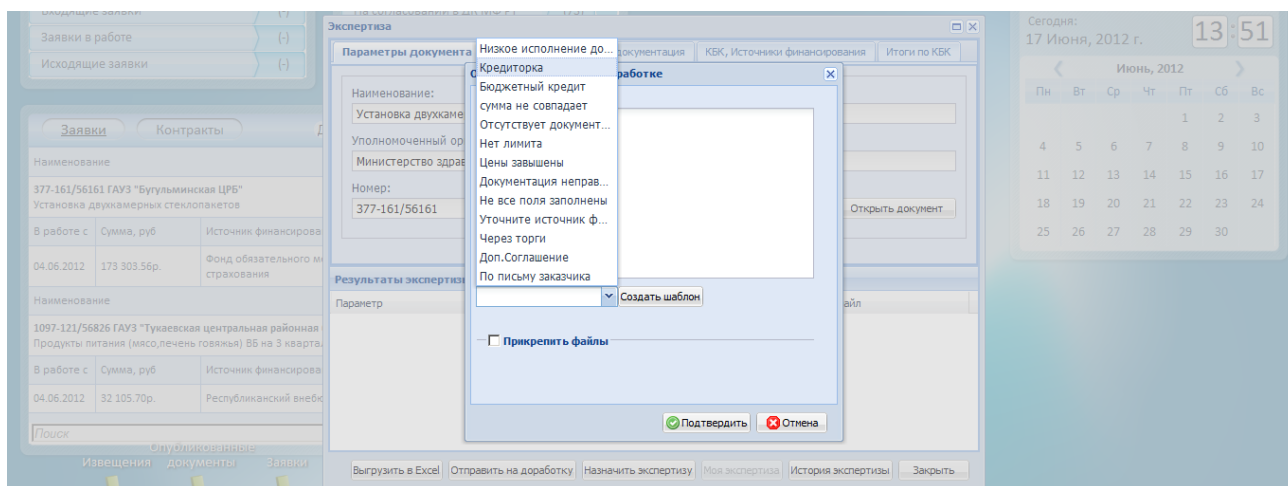 Входящие заявки (-)
Заявки в работе (-)
Исходящие заявки (-)
На согласовании в ДК МФ РТ (75)
Заявки Контракты
Наименование
377-161/56161 ГАУЗ "Бугульминская ЦРБ"
Установка двухкамерных стеклопакетов
В работе с Сумма, руб Источник финансирова
04.06.2012 173 303.56р. Фонд обязательного м
страхования
Наименование
1097-121/56826 ГАУЗ "Тукаевская центральная районная
Продукты питания (мясо,печень говяжья) В6 на 3 кварта
В работе с Сумма, руб Источник финансирова
04.06.2012 32 105.70р. Республиканский внебю
Поиск
Опубликованные
Извещения документы Заявки
Экспертиза
Параметры документа документация КБК, Источники финансирования Итоги по КБК
Наименование:
Установка двухкаме
Уполномоченный ор
Министерство здрав
Номер:
377-161/56161 Открыть документ
Результаты экспертизы
Параметр айл
работке
Низкое исполнение до...
Кредиторка
Бюджетный кредит
сумма не совпадает
Отсутствует документ...
Нет лимита
Цены завышены
Документация неправ...
Не все поля заполнены
Уточните источник ф...
Через торги
Доп.Соглашение
По письму заказчика
Создать шаблон
Прикрепить файлы
Подтвердить Отмена
Выгрузить в Excel Отправить на доработку Назначить экспертизу Моя экспертиза История экспертизы Закрыть
Сегодня:
17 Июня, 2012 г. 13:51
Июнь, 2012
Пн Вт Ср Чт Пт Сб Вс
1 2 3
4 5 6 7 8 9 10
11 12 13 14 15 16 17
18 19 20 21 22 23 24
25 26 27 28 29 30